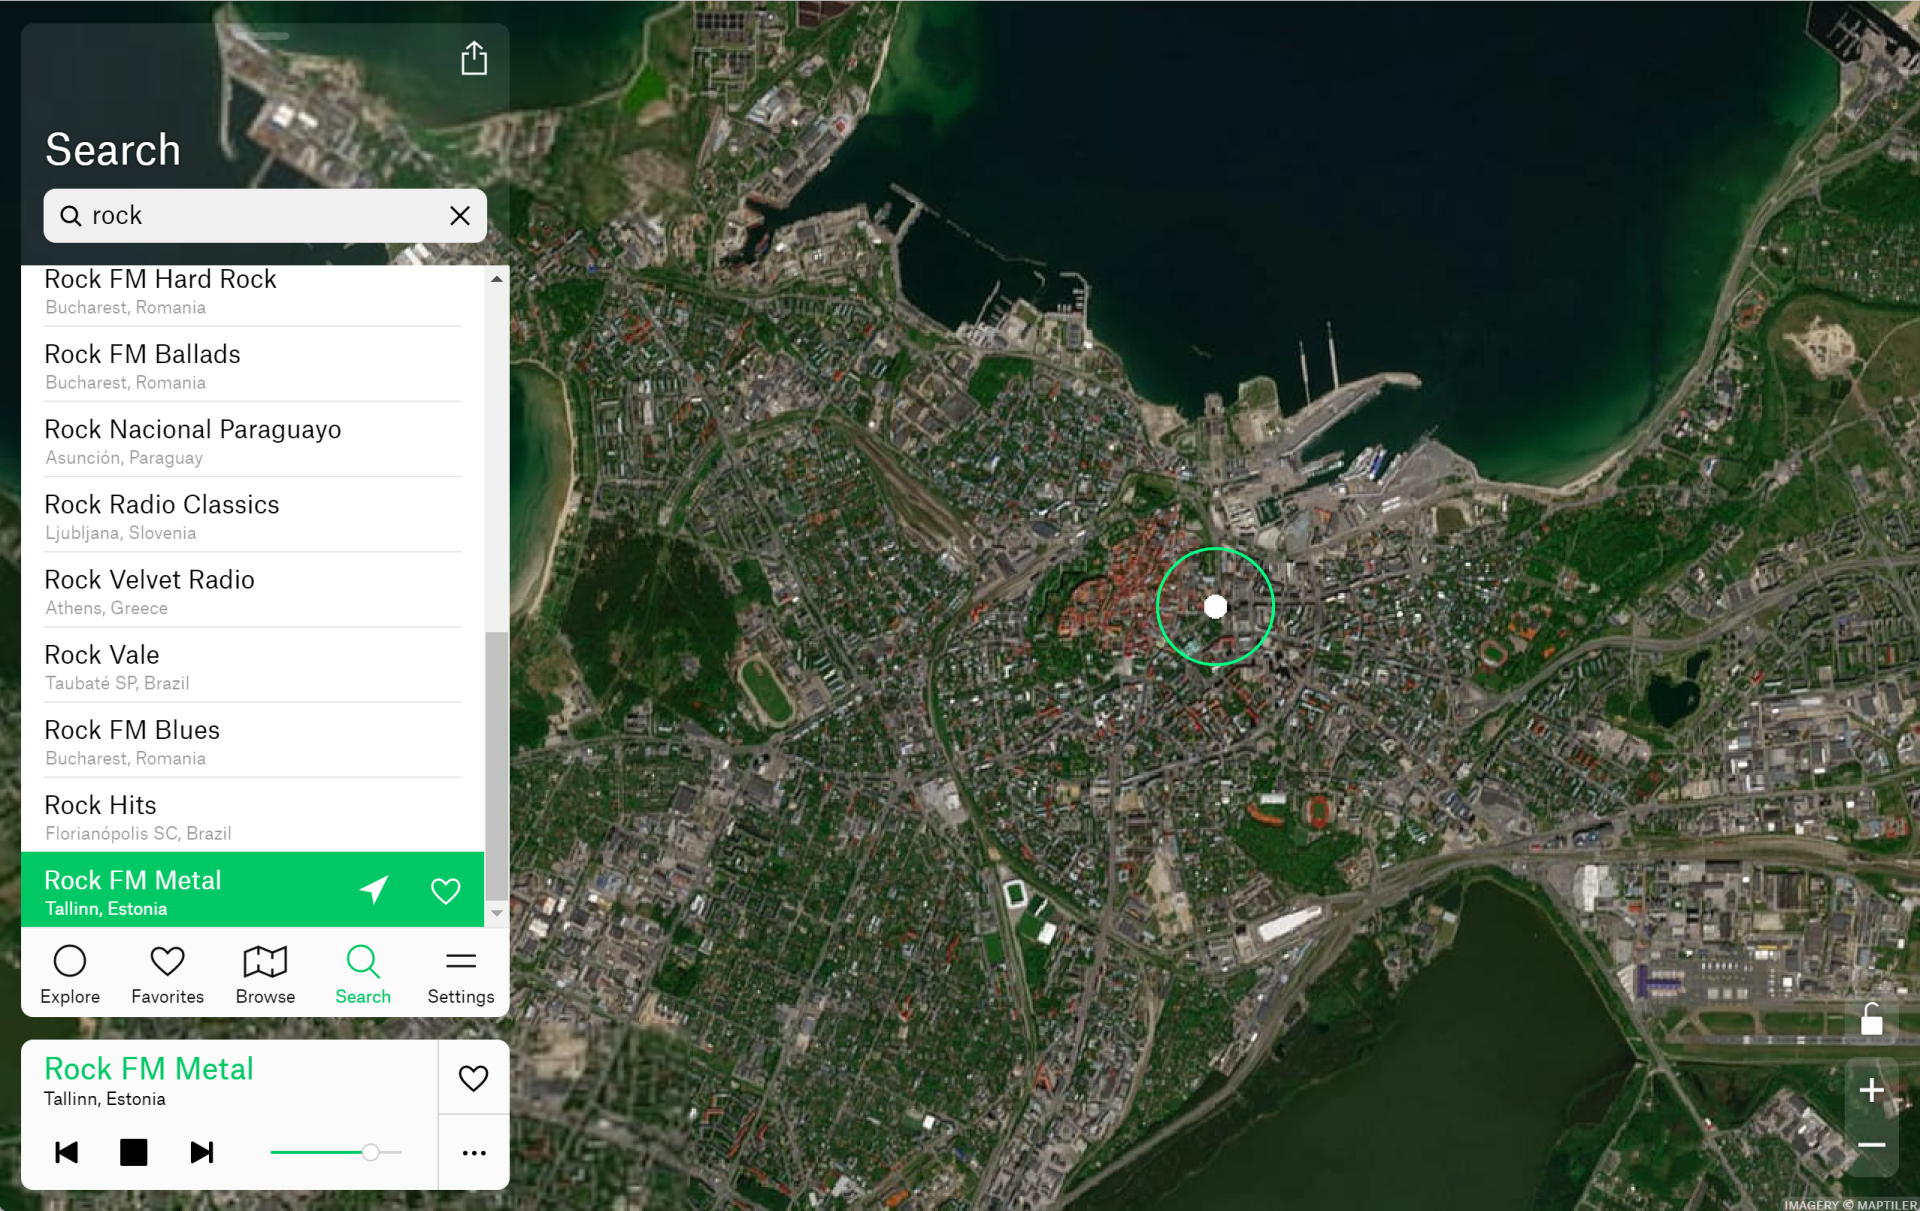 Search
rock
Rock FM Hard Rock
Bucharest, Romania
Rock FM Ballads
Bucharest, Romania
Rock Nacional Paraguayo
Asunción, Paraguay
Rock Radio Classics
Ljubljana, Slovenia
Rock Velvet Radio
Athens, Greece
Rock Vale
Taubaté SP, Brazil
Rock FM Blues
Bucharest, Romania
Rock Hits
Florianópolis SC, Brazil
Rock FM Metal
Tallinn, Estonia
Explore Favorites Browse Search Settings
Rock FM Metal
Tallinn, Estonia
IMAGERY © MAPTILER